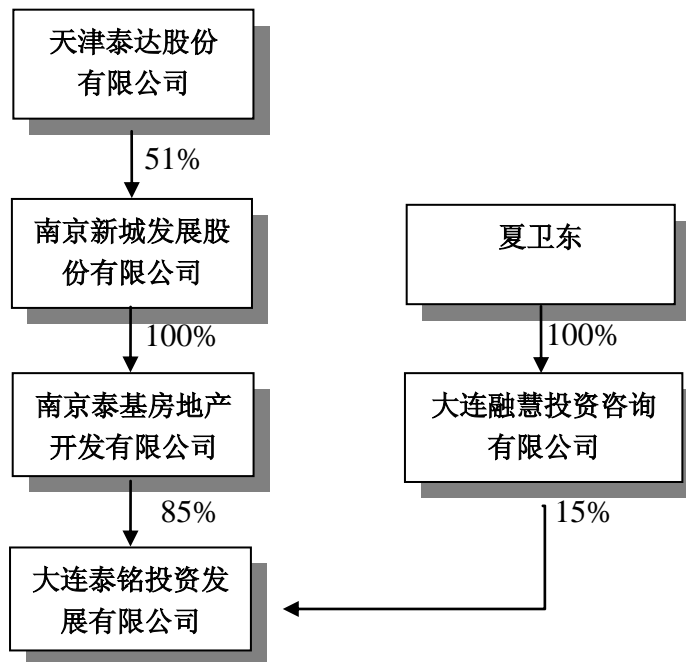 天津泰达股份
有限公司
51%
南京新城发展股
份有限公司
夏卫东
100%
100%
南京泰基房地产
开发有限公司
大连融慧投资咨询
有限公司
85%
15%
大连泰铭投资发
展有限公司